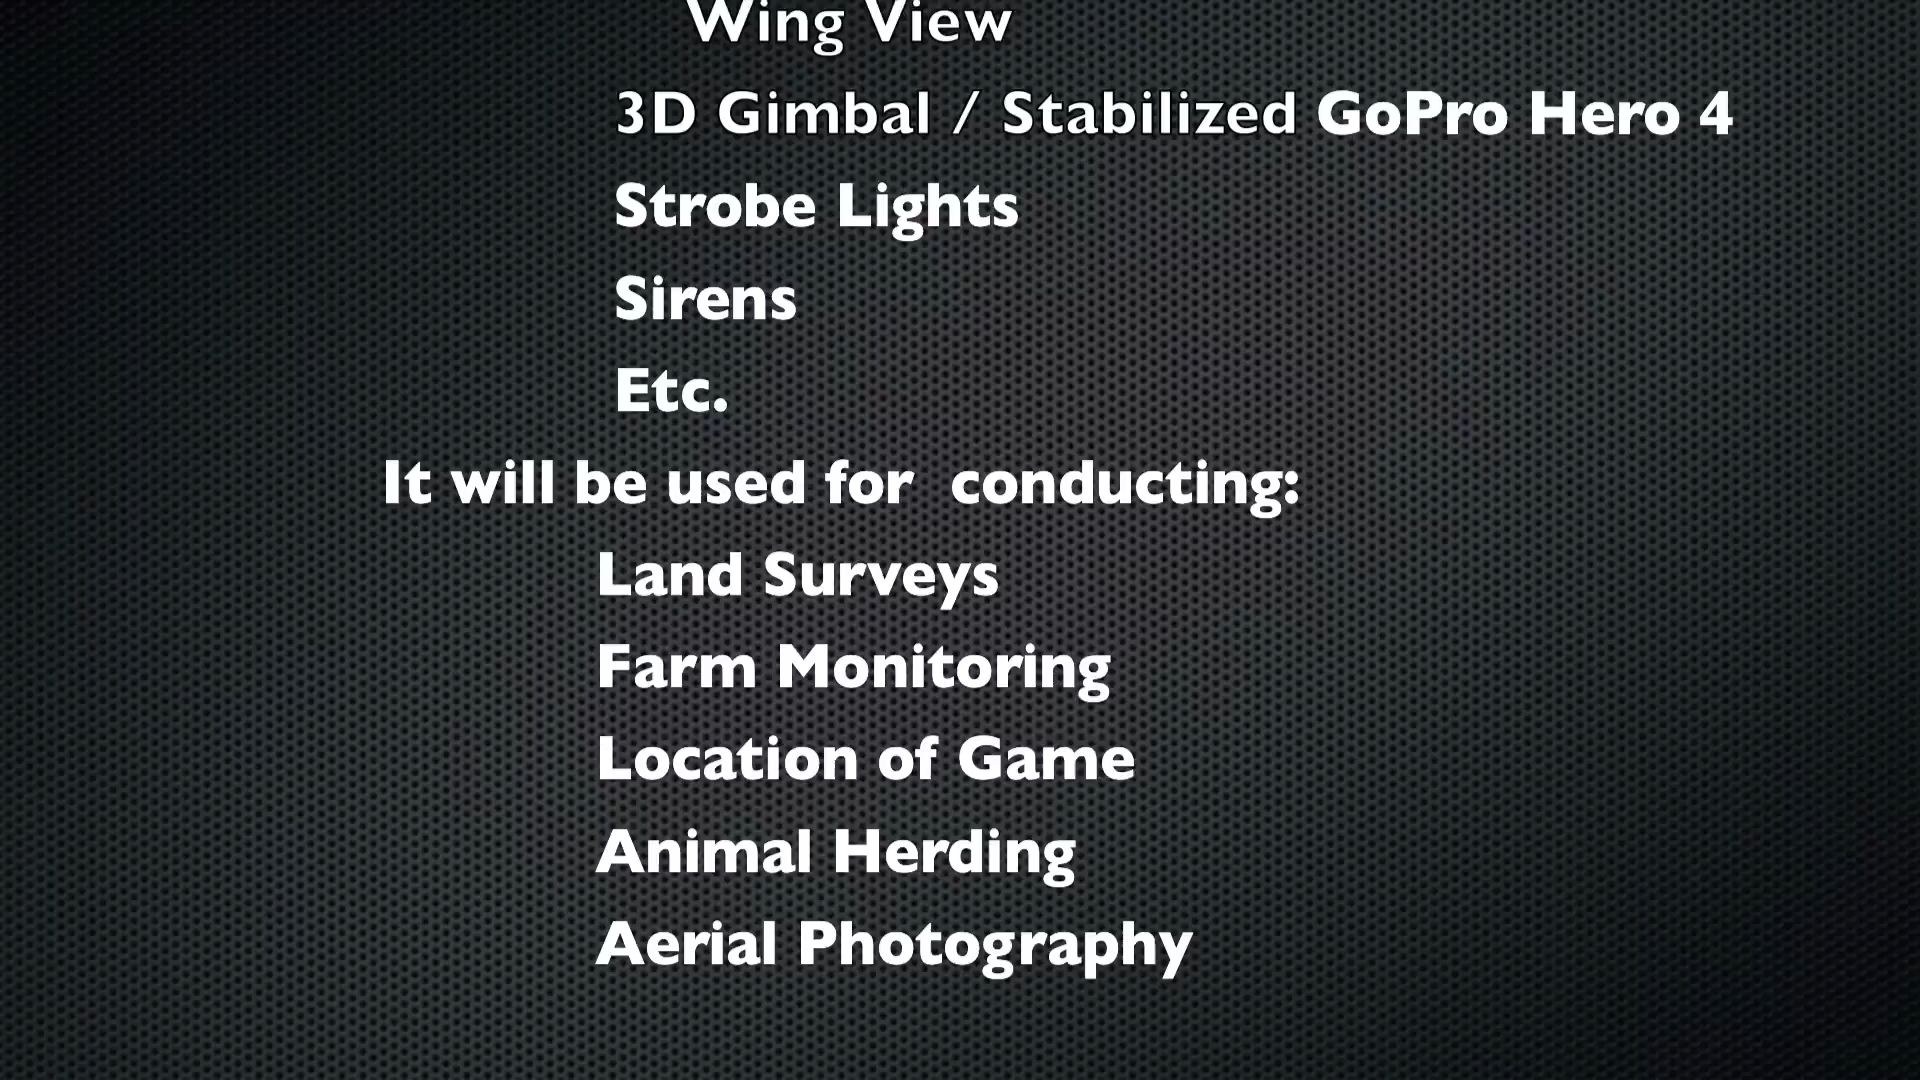 Wing View
3D Gimbal / Stabilized GoPro Hero 4
Strobe Lights
Sirens
Etc.
It will be used for  conducting:
Land Surveys
Farm Monitoring
Location of Game
Animal Herding
Aerial Photography